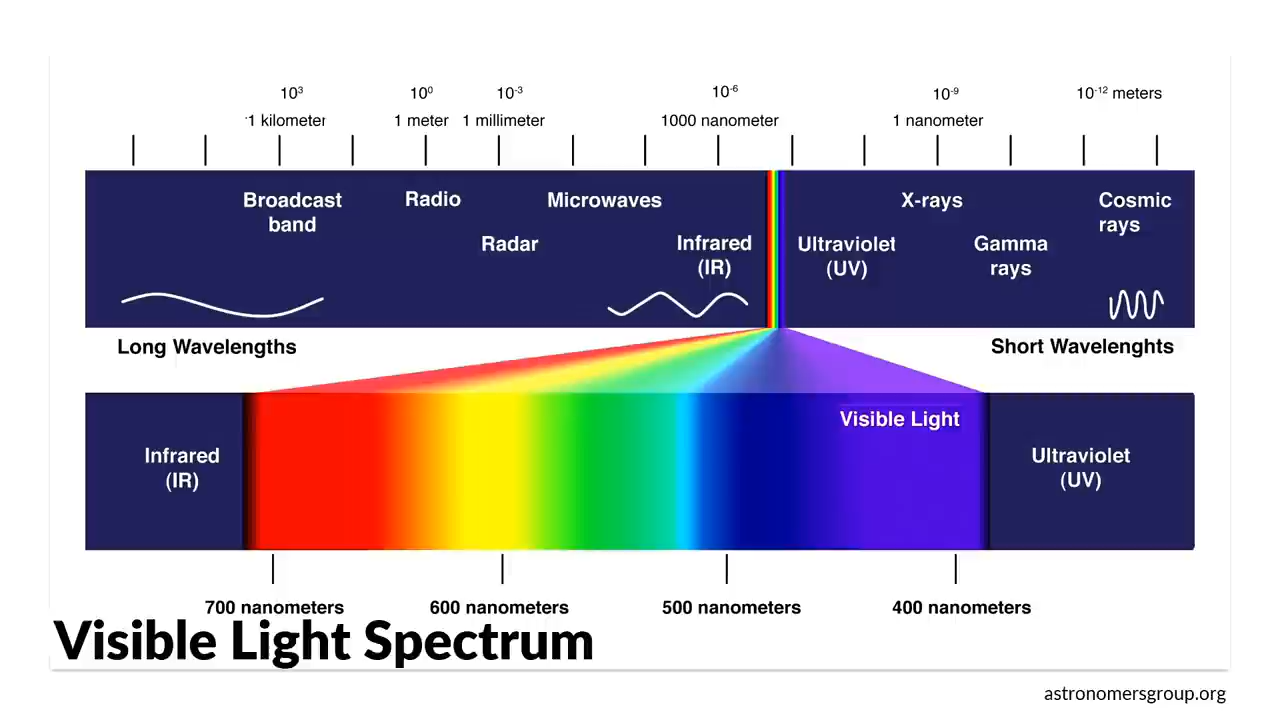 10³ 10⁰ 10⁻³ 10⁻⁶ 10⁻⁹ 10⁻¹² meters
1 kilometer 1 meter 1 millimeter 1000 nanometer 1 nanometer
Broadcast band
Radio
Microwaves
X-rays
Cosmic rays
Radar
Infrared
(IR)
Ultraviolet
(UV)
Gamma
rays
Long Wavelengths
Short Wavelenghts
Visible Light
Infrared
(IR)
Ultraviolet
(UV)
700 nanometers 600 nanometers 500 nanometers 400 nanometers
Visible Light Spectrum
astronomersgroup.org